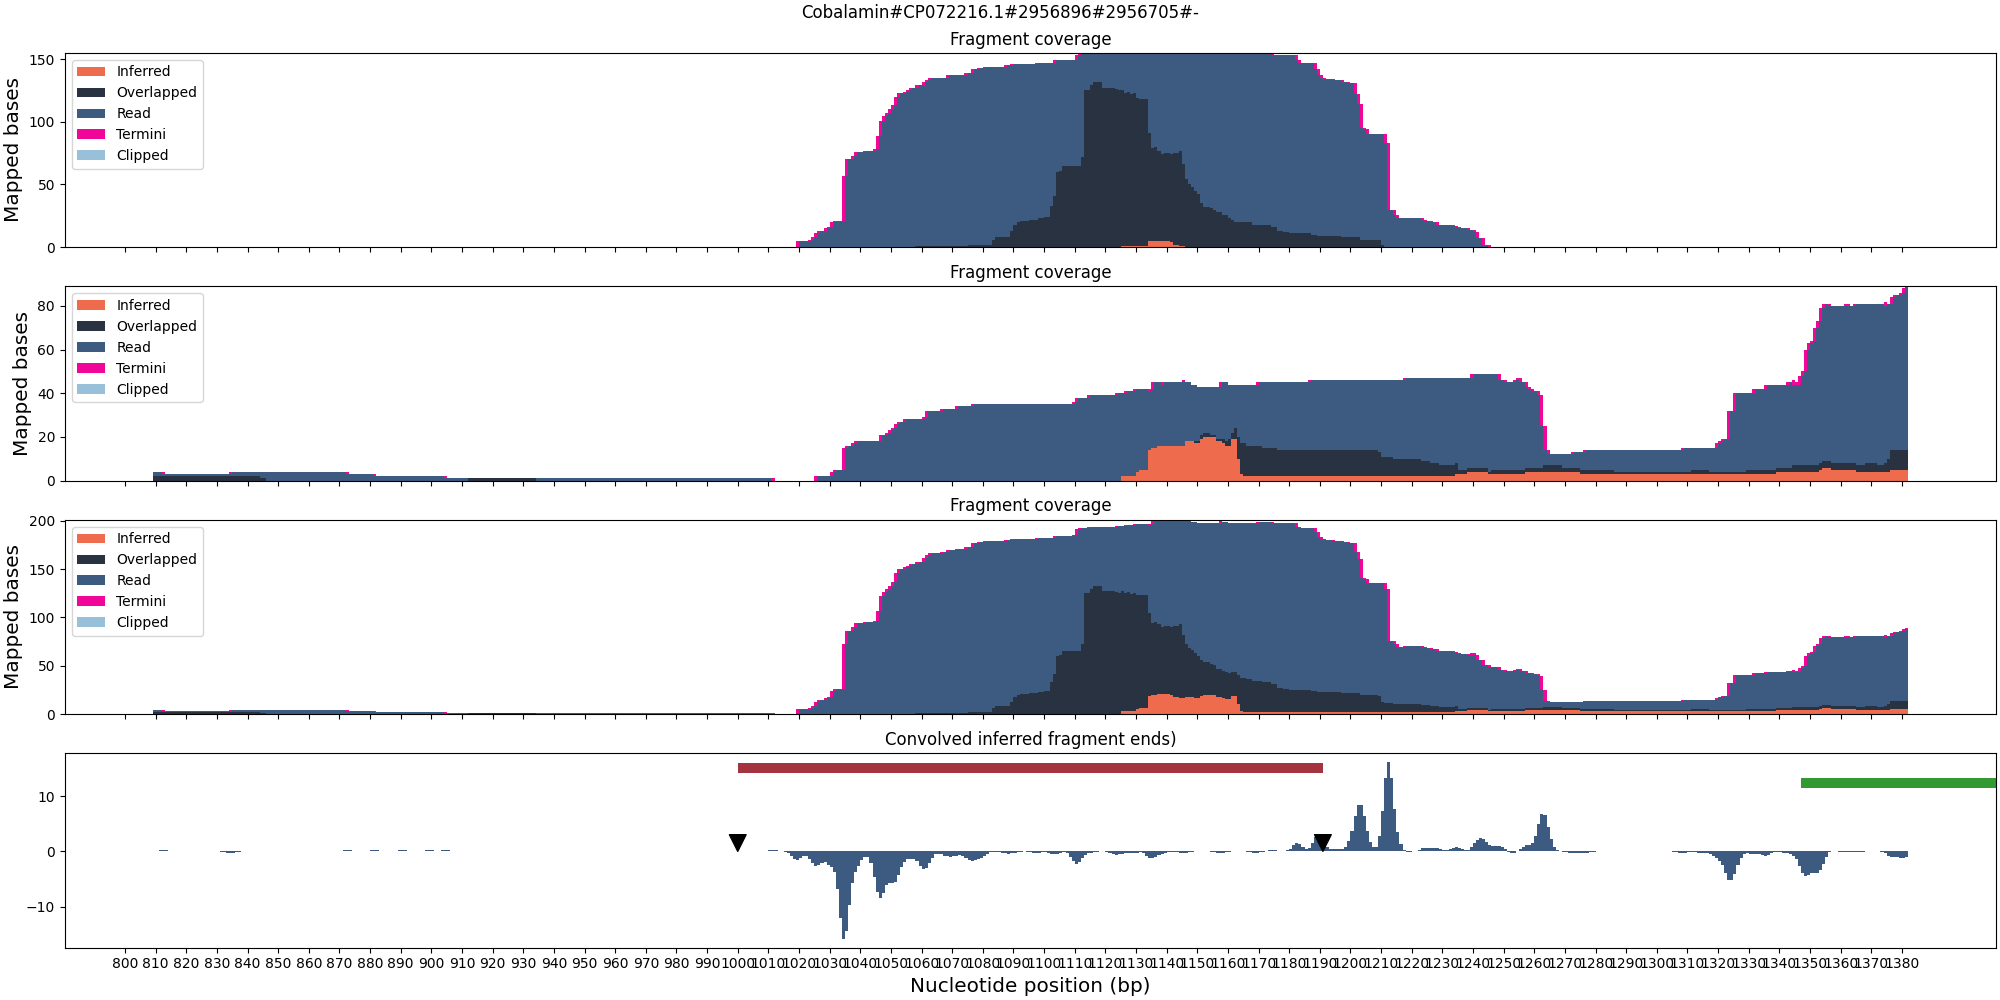 Cobalamin#CP072216.1#2956896#2956705#-
Fragment coverage
Mapped bases
150
100
50
0
Inferred
Overlapped
Read
Termini
Clipped
Fragment coverage
Mapped bases
80
60
40
20
0
Inferred
Overlapped
Read
Termini
Clipped
Fragment coverage
Mapped bases
200
150
100
50
0
Inferred
Overlapped
Read
Termini
Clipped
Convolved inferred fragment ends)
10
0
−10
800 810 820 830 840 850 860 870 880 890 900 910 920 930 940 950 960 970 980 990 1000 1010 1020 1030 1040 1050 1060 1070 1080 1090 1100 1110 1120 1130 1140 1150 1160 1170 1180 1190 1200 1210 1220 1230 1240 1250 1260 1270 1280 1290 1300 1310 1320 1330 1340 1350 1360 1370 1380
Nucleotide position (bp)